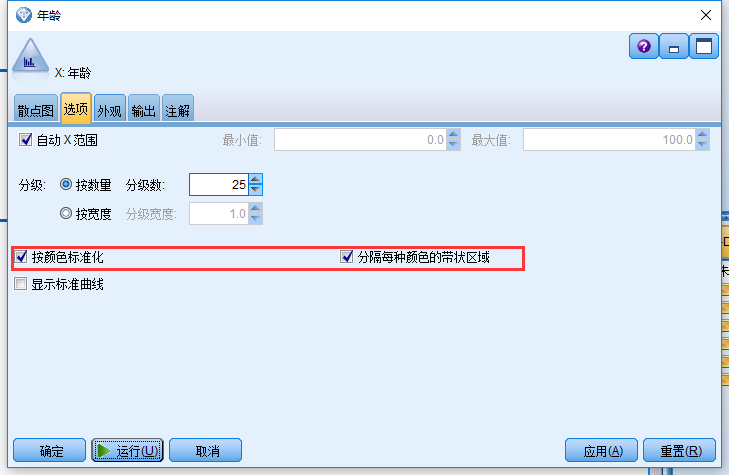 年龄
X: 年龄
散点图 选项 外观 输出 注解
自动 X 范围 最小值: 0.0 最大值: 100.0
分级: 按数量 分级数: 25
按宽度 分级宽度: 1.0
按颜色标准化 分隔每种颜色的带状区域
显示标准曲线
确定 运行(U) 取消 应用(A) 重置(R)